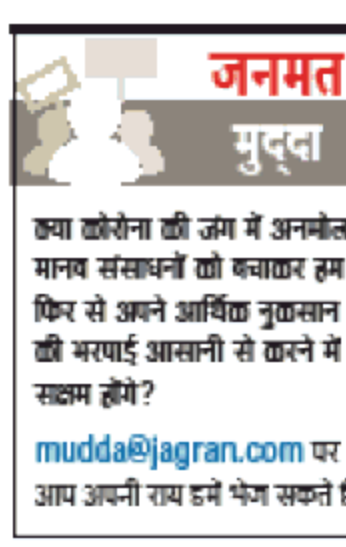 जनमत
मुद्दा
क्या कोरोना की जंग में अनमोल
मानव संसाधनों को बचाकर हम
फिर से अपने आर्थिक नुकसान
की भरपाई आसानी से करने में
सक्षम होंगे?
mudda@jagran.com पर
आप अपनी राय हमें भेज सकते